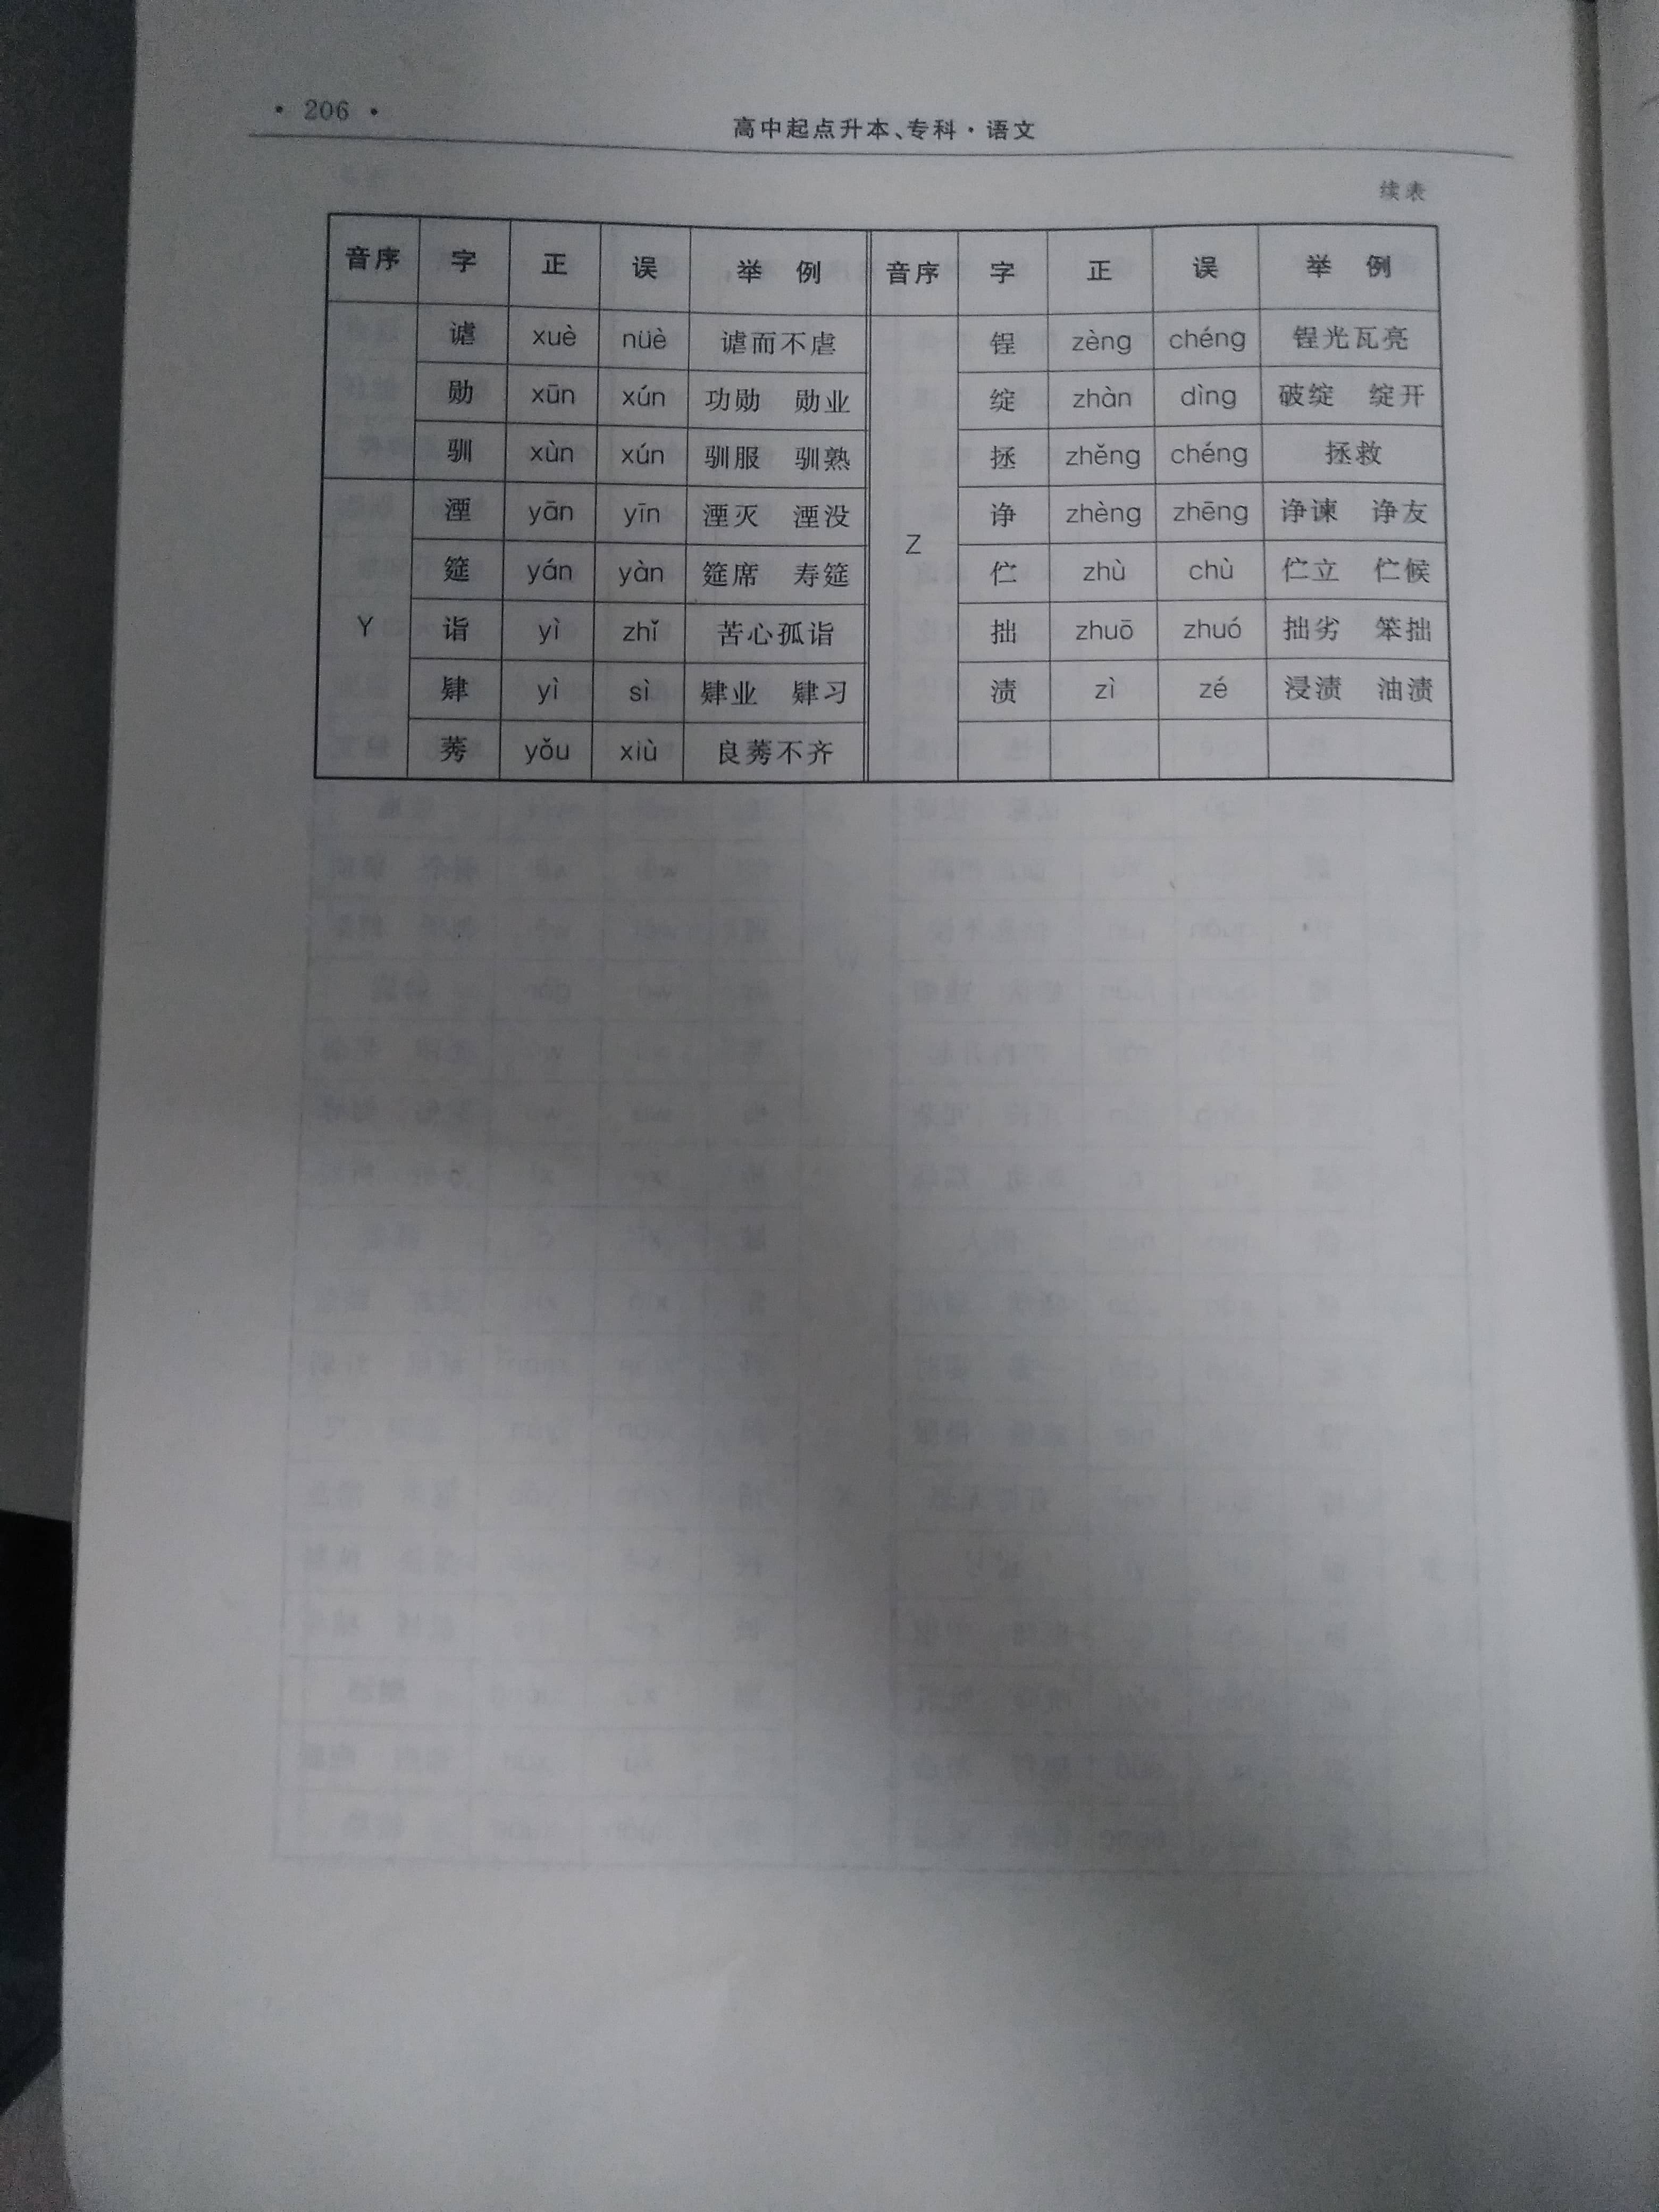 · 206 ·
高中起点升本、专科·语文
续表
音序 字 正 误 举 例 音序 字 正 误 举 例
谑 xuè nüè 谑而不虐 锃 zèng chéng 锃光瓦亮
勋 xūn xún 功勋 勋业 绽 zhàn dìng 破绽 绽开
驯 xùn xún 驯服 驯熟 拯 zhěng chéng 拯救
湮 yān yīn 湮灭 湮没 诤 zhèng zhēng 诤谏 诤友
Z
筵 yán yàn 筵席 寿筵 伫 zhù chù 伫立 伫候
Y 诣 yì zhǐ 苦心孤诣 拙 zhuō zhuó 拙劣 笨拙
肄 yì sì 肄业 肄习 渍 zì zé 浸渍 油渍
莠 yǒu xiù 良莠不齐